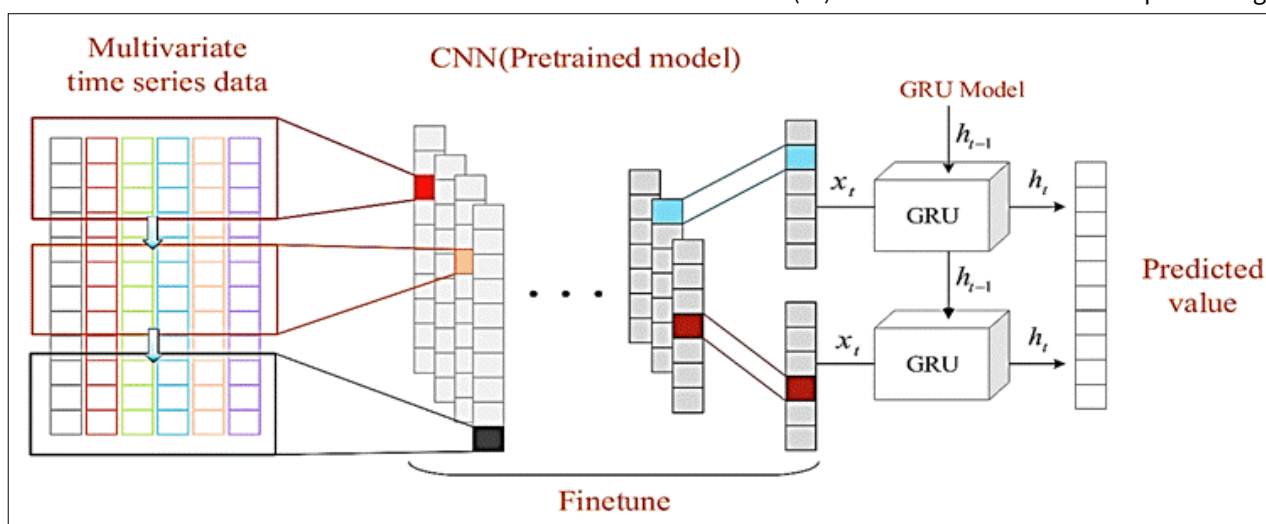 Multivariate
time series data
CNN(Pretrained model)
GRU Model
h_{t-1}
x_t
GRU
h_t
h_{t-1}
x_t
GRU
h_t
Predicted
value
. . .
Finetune